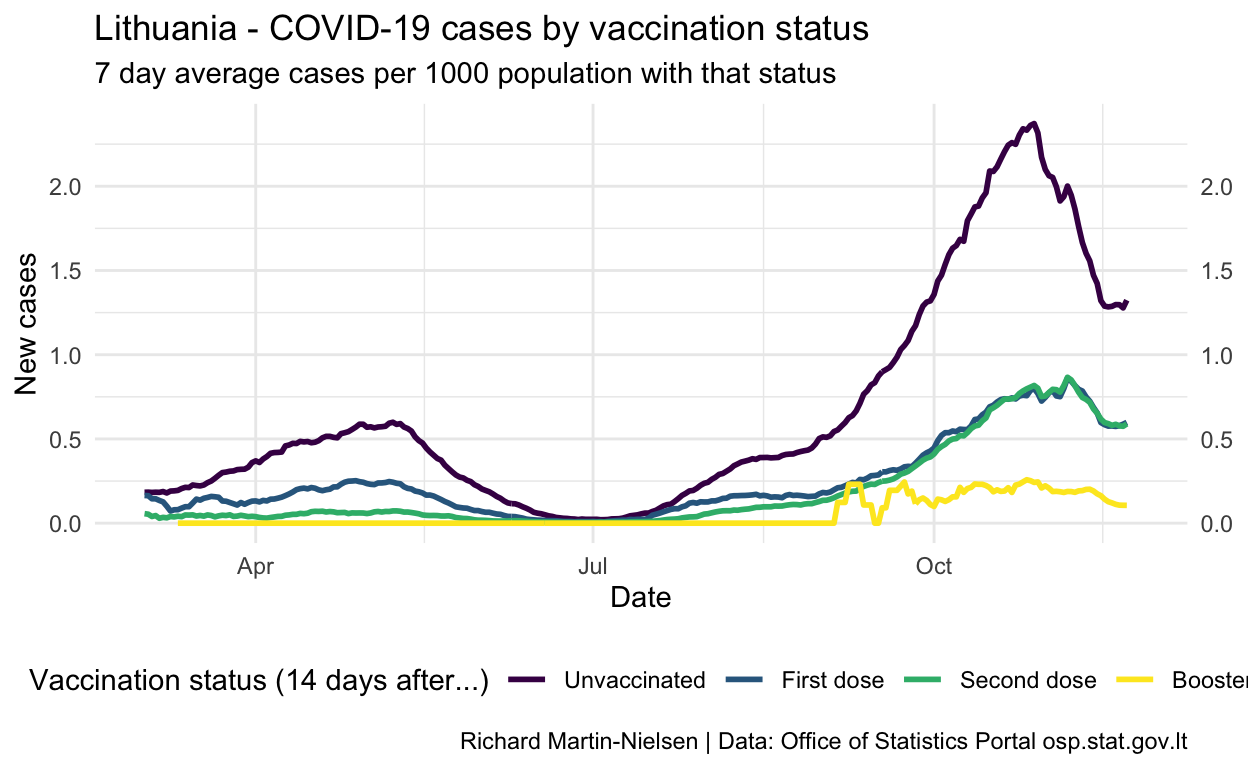 Lithuania - COVID-19 cases by vaccination status
7 day average cases per 1000 population with that status
New cases
2.0 2.0
1.5 1.5
1.0 1.0
0.5 0.5
0.0 0.0
Apr Jul Oct
Date
Vaccination status (14 days after...) Unvaccinated First dose Second dose Booster
Richard Martin-Nielsen | Data: Office of Statistics Portal osp.stat.gov.lt